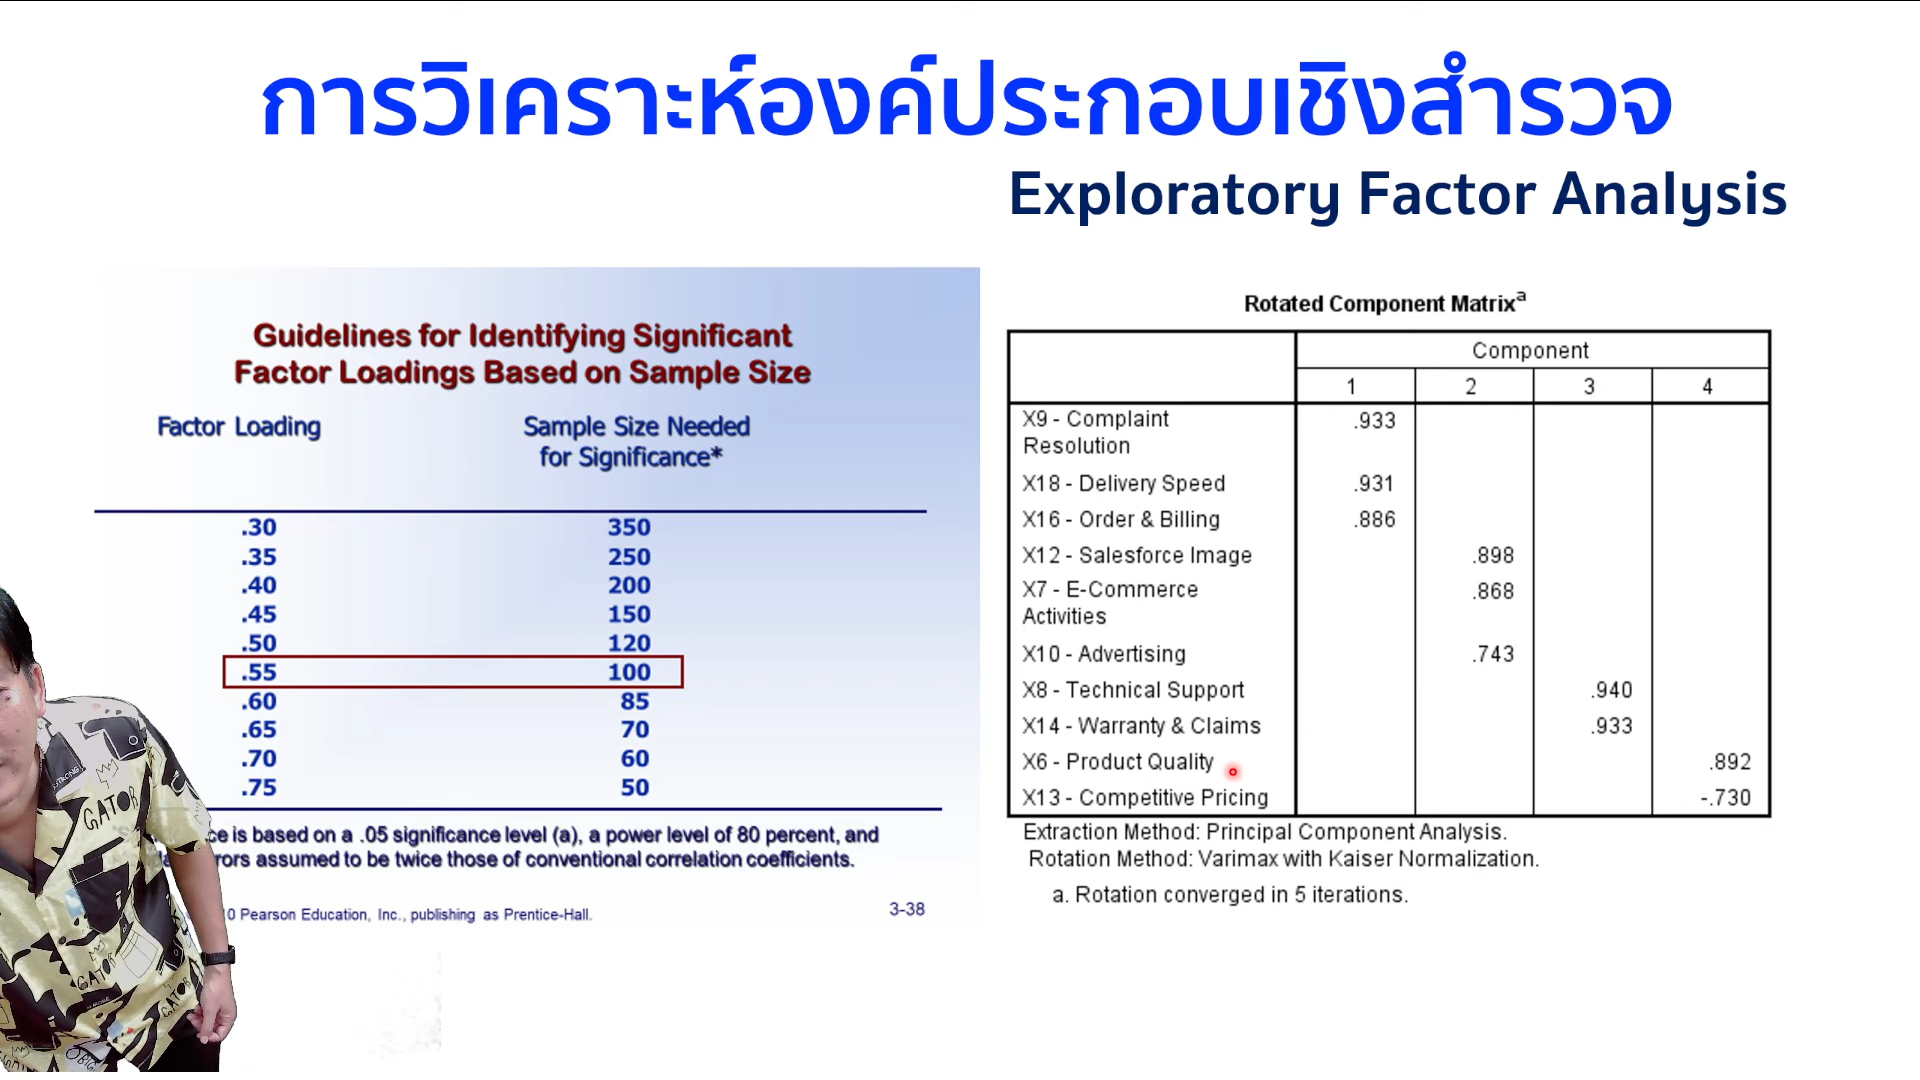 การวิเคราะห์องค์ประกอบเชิงสำรวจ
Exploratory Factor Analysis
Guidelines for Identifying Significant
Factor Loadings Based on Sample Size
Factor Loading Sample Size Needed
for Significance*
.30 350
.35 250
.40 200
.45 150
.50 120
.55 100
.60 85
.65 70
.70 60
.75 50
is based on a .05 significance level (a), a power level of 80 percent, and
assumed to be twice those of conventional correlation coefficients.
Pearson Education, Inc., publishing as Prentice-Hall.
3-38
Rotated Component Matrixa
Component
1 2 3 4
X9 - Complaint .933
Resolution
X18 - Delivery Speed .931
X16 - Order & Billing .886
X12 - Salesforce Image .898
X7 - E-Commerce .868
Activities
X10 - Advertising .743
X8 - Technical Support .940
X14 - Warranty & Claims .933
X6 - Product Quality .892
X13 - Competitive Pricing -.730
Extraction Method: Principal Component Analysis.
Rotation Method: Varimax with Kaiser Normalization.
a. Rotation converged in 5 iterations.
GATOR
GATOR
GATOR